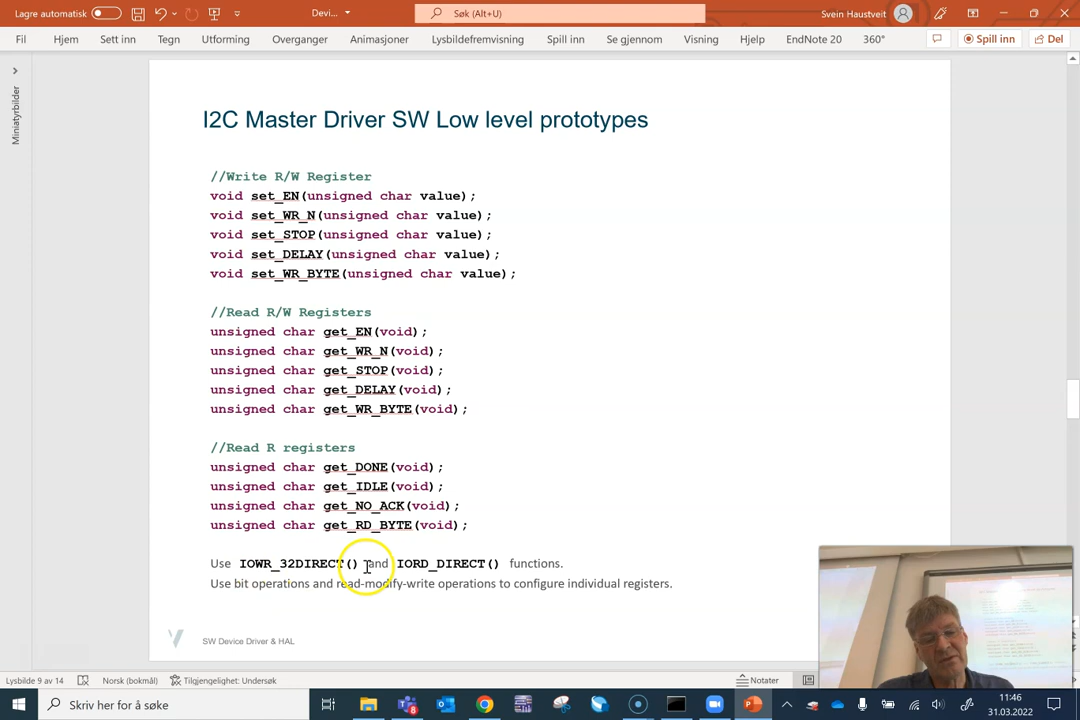 Lagre automatisk
Devi...
Søk (Alt+U)
Svein Haustveit
Fil Hjem Sett inn Tegn Utforming Overganger Animasjoner Lysbildefremvisning Spill inn Se gjennom Visning Hjelp EndNote 20 360° Spill inn Del
Miniatyrbilder
I2C Master Driver SW Low level prototypes
//Write R/W Register
void set_EN(unsigned char value);
void set_WR_N(unsigned char value);
void set_STOP(unsigned char value);
void set_DELAY(unsigned char value);
void set_WR_BYTE(unsigned char value);
//Read R/W Registers
unsigned char get_EN(void);
unsigned char get_WR_N(void);
unsigned char get_STOP(void);
unsigned char get_DELAY(void);
unsigned char get_WR_BYTE(void);
//Read R registers
unsigned char get_DONE(void);
unsigned char get_IDLE(void);
unsigned char get_NO_ACK(void);
unsigned char get_RD_BYTE(void);
Use IOWR_32DIRECT() and IORD_DIRECT() functions.
Use bit operations and read-modify-write operations to configure individual registers.
SW Device Driver & HAL
Lysbilde 9 av 14 Norsk (bokmål) Tilgjengelighet: Undersøk Notater
Skriv her for å søke
11:46
31.03.2022